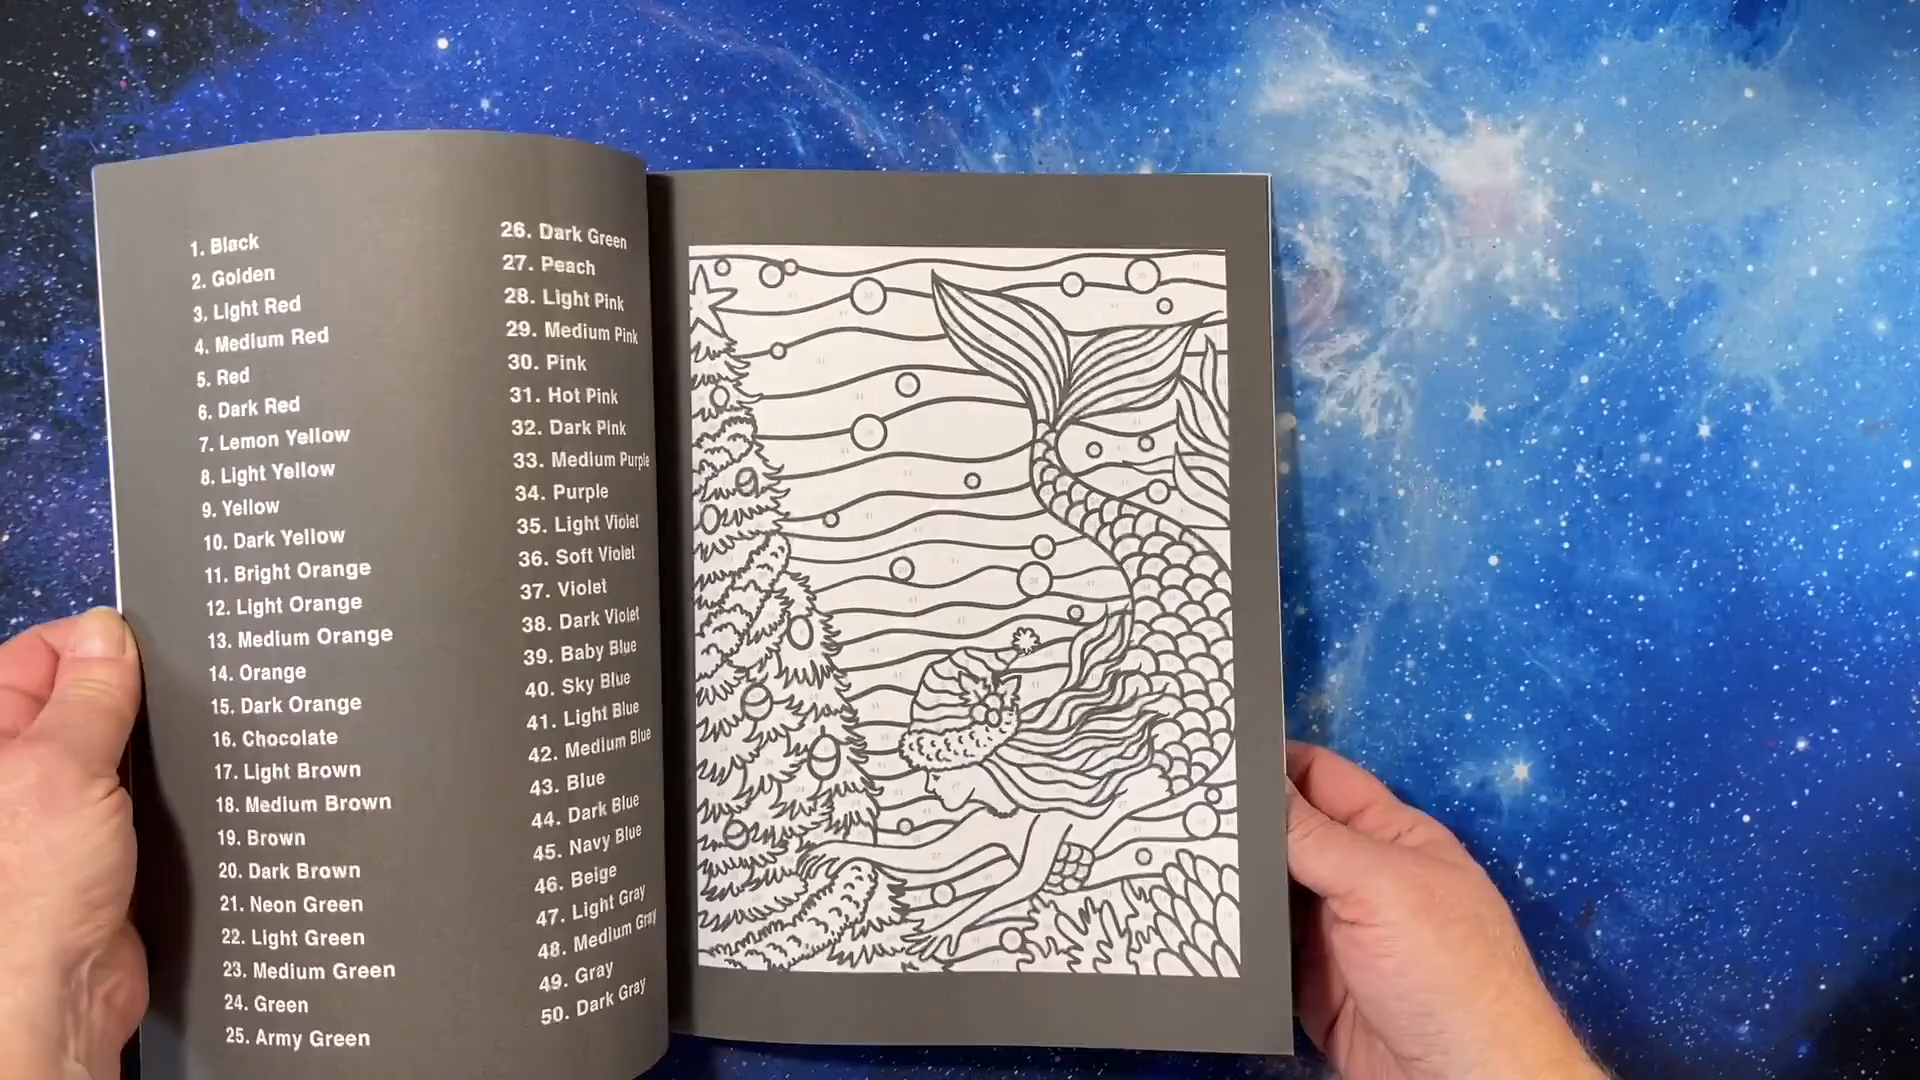 1. Black
2. Golden
3. Light Red
4. Medium Red
5. Red
6. Dark Red
7. Lemon Yellow
8. Light Yellow
9. Yellow
10. Dark Yellow
11. Bright Orange
12. Light Orange
13. Medium Orange
14. Orange
15. Dark Orange
16. Chocolate
17. Light Brown
18. Medium Brown
19. Brown
20. Dark Brown
21. Neon Green
22. Light Green
23. Medium Green
24. Green
25. Army Green
26. Dark Green
27. Peach
28. Light Pink
29. Medium Pink
30. Pink
31. Hot Pink
32. Dark Pink
33. Medium Purple
34. Purple
35. Light Violet
36. Soft Violet
37. Violet
38. Dark Violet
39. Baby Blue
40. Sky Blue
41. Light Blue
42. Medium Blue
43. Blue
44. Dark Blue
45. Navy Blue
46. Beige
47. Light Gray
48. Medium Gray
49. Gray
50. Dark Gray